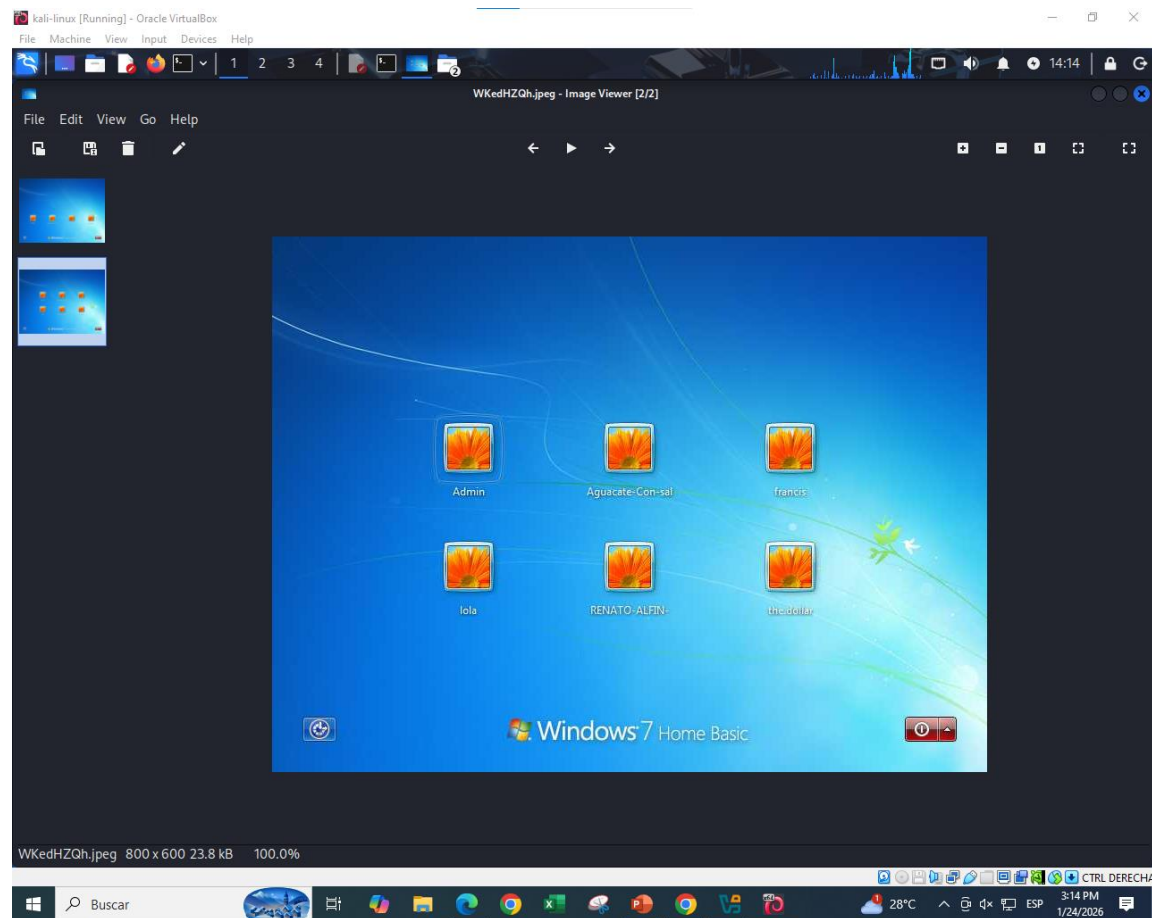 kali-linux [Running] - Oracle VirtualBox
File Machine View Input Devices Help
1 2 3 4
2
14:14
WKedHZQh.jpeg - Image Viewer [2/2]
File Edit View Go Help
1
Admin Aguacate-Con-sal francis
lola RENATO-ALFIN- the.dollar
Windows 7 Home Basic
WKedHZQh.jpeg 800 x 600 23.8 kB 100.0%
CTRL DERECHA
Buscar
1
28°C
ESP
3:14 PM
1/24/2026